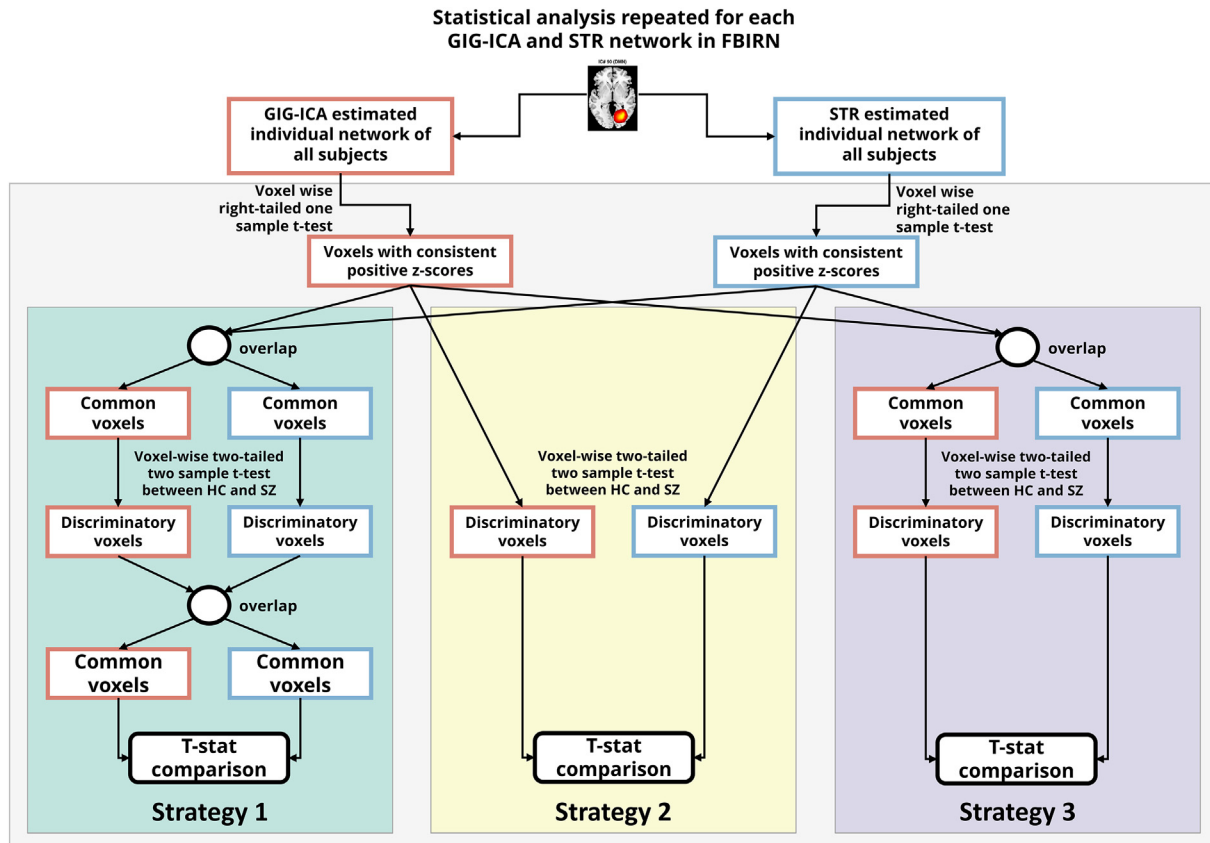 Statistical analysis repeated for each
GIG-ICA and STR network in FBIRN
IC# 50 (DMN)
GIG-ICA estimated
individual network of
all subjects
STR estimated
individual network of
all subjects
Voxel wise
right-tailed one
sample t-test
Voxel wise
right-tailed one
sample t-test
Voxels with consistent
positive z-scores
Voxels with consistent
positive z-scores
overlap
Common
voxels
Common
voxels
Voxel-wise two-tailed
two sample t-test
between HC and SZ
Discriminatory
voxels
Discriminatory
voxels
overlap
Common
voxels
Common
voxels
T-stat
comparison
Strategy 1
Voxel-wise two-tailed
two sample t-test
between HC and SZ
Discriminatory
voxels
Discriminatory
voxels
T-stat
comparison
Strategy 2
overlap
Common
voxels
Common
voxels
Voxel-wise two-tailed
two sample t-test
between HC and SZ
Discriminatory
voxels
Discriminatory
voxels
T-stat
comparison
Strategy 3